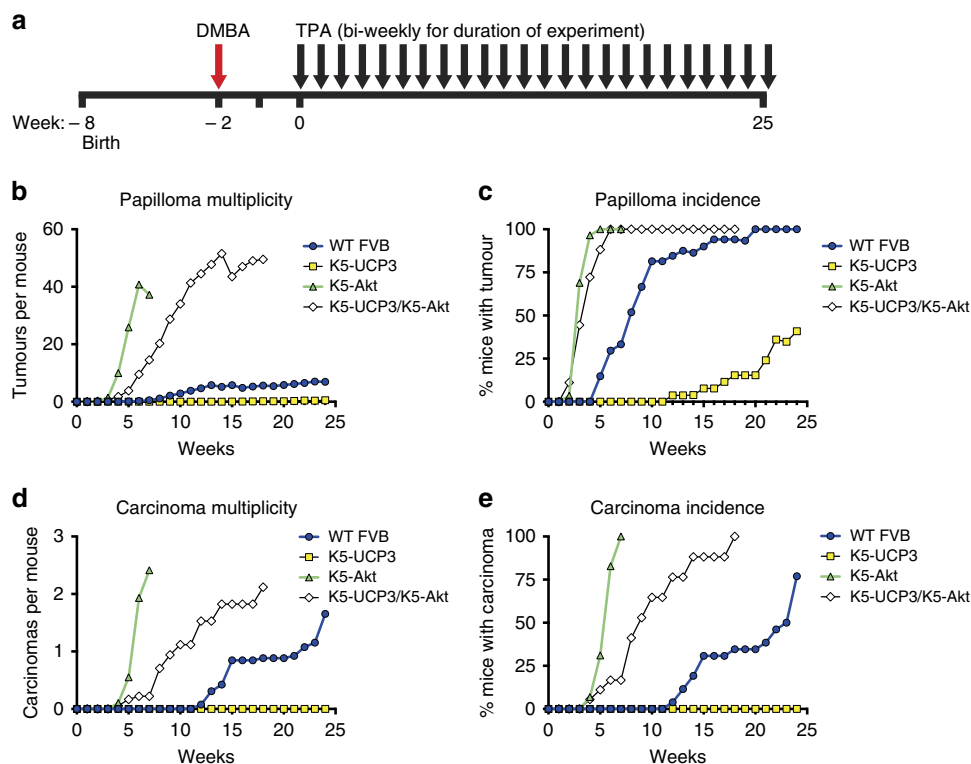 a
DMBA
TPA (bi-weekly for duration of experiment)
Week: – 8
– 2
0
25
Birth
b
Papilloma multiplicity
Tumours per mouse
60
40
20
0
0 5 10 15 20 25
Weeks
WT FVB
K5-UCP3
K5-Akt
K5-UCP3/K5-Akt
c
Papilloma incidence
% mice with tumour
100
75
50
25
0
0 5 10 15 20 25
Weeks
WT FVB
K5-UCP3
K5-Akt
K5-UCP3/K5-Akt
d
Carcinoma multiplicity
Carcinomas per mouse
3
2
1
0
0 5 10 15 20 25
Weeks
WT FVB
K5-UCP3
K5-Akt
K5-UCP3/K5-Akt
e
Carcinoma incidence
% mice with carcinoma
100
75
50
25
0
0 5 10 15 20 25
Weeks
WT FVB
K5-UCP3
K5-Akt
K5-UCP3/K5-Akt